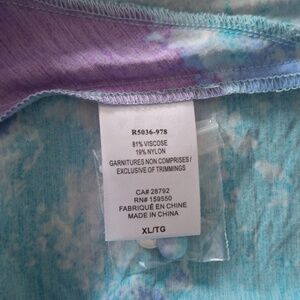 R5036-978
81% VISCOSE
19% NYLON
GARNITURES NON COMPRISES/
EXCLUSIVE OF TRIMMINGS
CA# 28792
RN# 159550
FABRIQUÉ EN CHINE
MADE IN CHINA
XL/TG